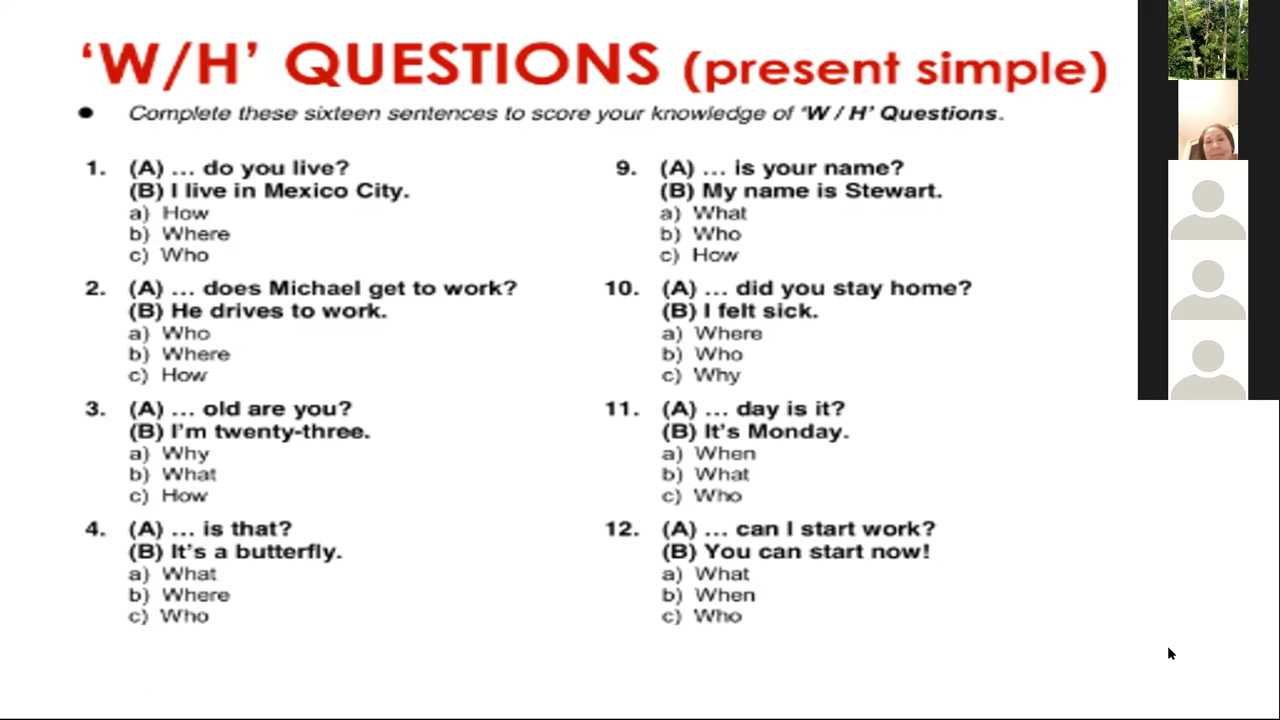 ‘W/H’ QUESTIONS (present simple)
● Complete these sixteen sentences to score your knowledge of ‘W / H’ Questions.
1. (A) ... do you live?
(B) I live in Mexico City.
a) How
b) Where
c) Who
2. (A) ... does Michael get to work?
(B) He drives to work.
a) Who
b) Where
c) How
3. (A) ... old are you?
(B) I’m twenty-three.
a) Why
b) What
c) How
4. (A) ... is that?
(B) It’s a butterfly.
a) What
b) Where
c) Who
9. (A) ... is your name?
(B) My name is Stewart.
a) What
b) Who
c) How
10. (A) ... did you stay home?
(B) I felt sick.
a) Where
b) Who
c) Why
11. (A) ... day is it?
(B) It’s Monday.
a) When
b) What
c) Who
12. (A) ... can I start work?
(B) You can start now!
a) What
b) When
c) Who